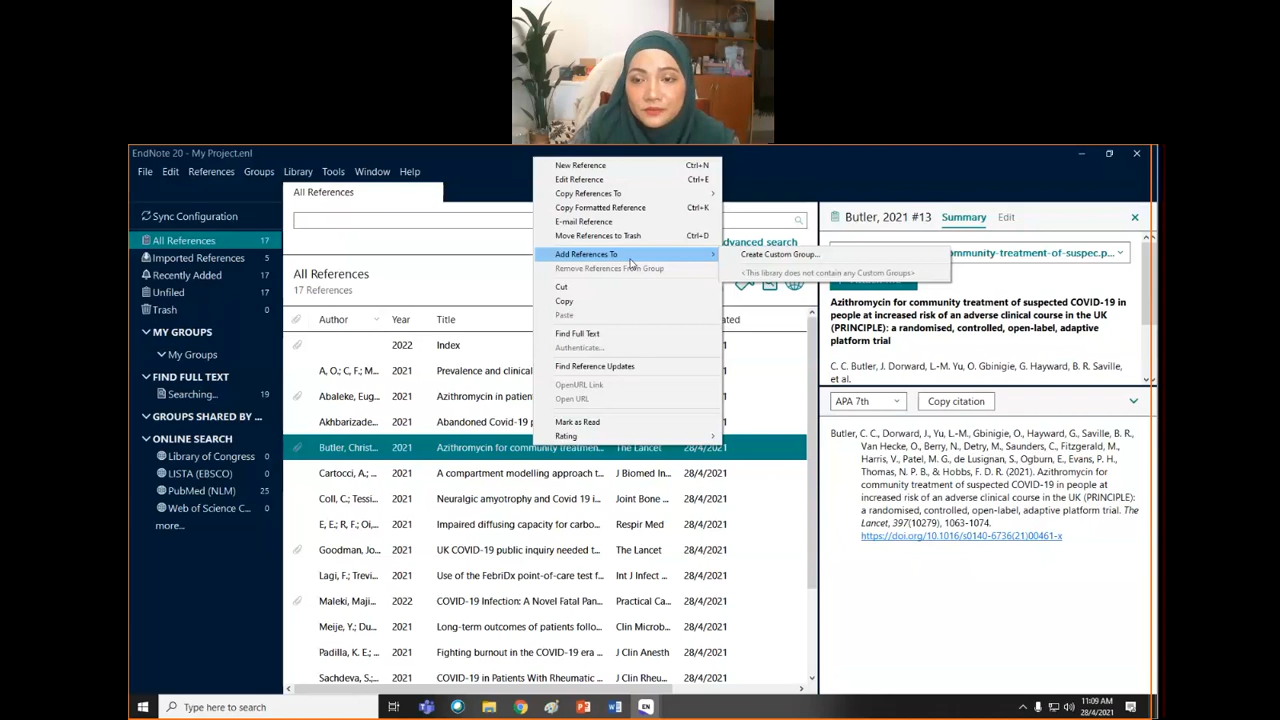 EndNote 20 - My Project.enl
File Edit References Groups Library Tools Window Help
Sync Configuration
All References 17
Imported References 5
Recently Added 17
Unfiled 17
Trash 0
MY GROUPS
My Groups
FIND FULL TEXT
Searching... 19
GROUPS SHARED BY ...
ONLINE SEARCH
Library of Congress 0
LISTA (EBSCO) 0
PubMed (NLM) 25
Web of Science C... 0
more...
All References
dvanced search
All References
17 References
Author Year Title
2022 Index
A, O.; C, F.; M... 2021 Prevalence and clinical
Abaleke, Eug... 2021 Azithromycin in patients
Akhbarizade... 2021 Abandoned Covid-19 p
Butler, Christ... 2021 Azithromycin for community treatmen... The Lancet 28/4/2021
Cartocci, A.;... 2021 A compartment modelling approach t... J Biomed In... 28/4/2021
Coll, C.; Tess... 2021 Neuralgic amyotrophy and Covid 19 i... Joint Bone ... 28/4/2021
E, E.; R, F.; Oi... 2021 Impaired diffusing capacity for carbo... Respir Med 28/4/2021
Goodman, Jo... 2021 UK COVID-19 public inquiry needed t... The Lancet 28/4/2021
Lagi, F.; Trevi... 2021 Use of the FebriDx point-of-care test f... Int J Infect ... 28/4/2021
Maleki, Maji... 2022 COVID-19 Infection: A Novel Fatal Pan... Practical Ca... 28/4/2021
Meije, Y.; Du... 2021 Long-term outcomes of patients follo... Clin Microb... 28/4/2021
Padilla, K. E.... 2021 Fighting burnout in the COVID-19 era ... J Clin Anesth 28/4/2021
Sachdeva, S.;... 2021 COVID-19 in Patients With Rheumatic ... J Clin Rheu... 28/4/2021
New Reference Ctrl+N
Edit Reference Ctrl+E
Copy References To
Copy Formatted Reference Ctrl+K
E-mail Reference
Move References to Trash Ctrl+D
Add References To
Remove References From Group
Cut
Copy
Paste
Find Full Text
Authenticate...
Find Reference Updates
OpenURL Link
Open URL
Mark as Read
Rating
Create Custom Group...
<This library does not contain any Custom Groups>
Butler, 2021 #13 Summary Edit
community-treatment-of-suspec.p...
Azithromycin for community treatment of suspected COVID-19 in
people at increased risk of an adverse clinical course in the UK
(PRINCIPLE): a randomised, controlled, open-label, adaptive
platform trial
C. C. Butler, J. Dorward, L.-M. Yu, O. Gbinigie, G. Hayward, B. R. Saville,
et al.
APA 7th Copy citation
Butler, C. C., Dorward, J., Yu, L.-M., Gbinigie, O., Hayward, G., Saville, B. R.,
Van Hecke, O., Berry, N., Detry, M., Saunders, C., Fitzgerald, M.,
Harris, V., Patel, M. G., de Lusignan, S., Ogburn, E., Evans, P. H.,
Thomas, N. P. B., & Hobbs, F. D. R. (2021). Azithromycin for
community treatment of suspected COVID-19 in people at
increased risk of an adverse clinical course in the UK (PRINCIPLE):
a randomised, controlled, open-label, adaptive platform trial. The
Lancet, 397(10279), 1063-1074.
https://doi.org/10.1016/s0140-6736(21)00461-x
Type here to search
11:09 AM
28/4/2021